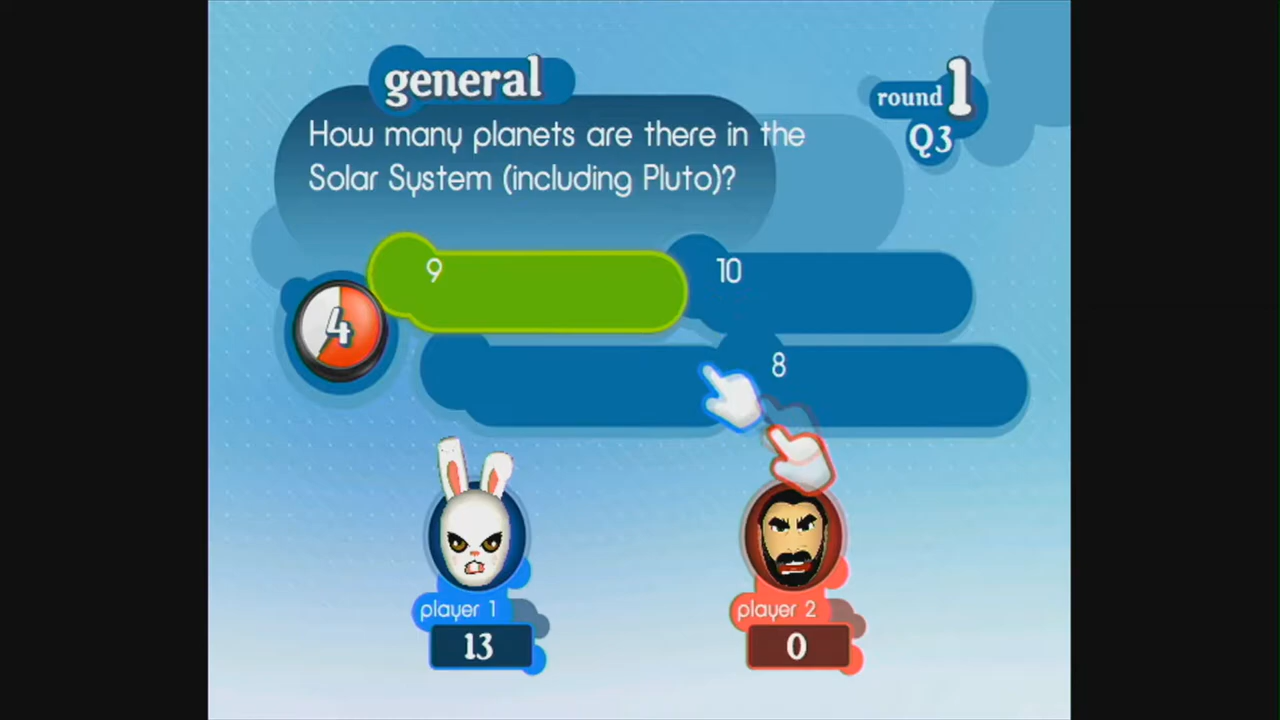 general
round 1
Q3
How many planets are there in the
Solar System (including Pluto)?
9
10
4
8
player 1
player 2
13
0